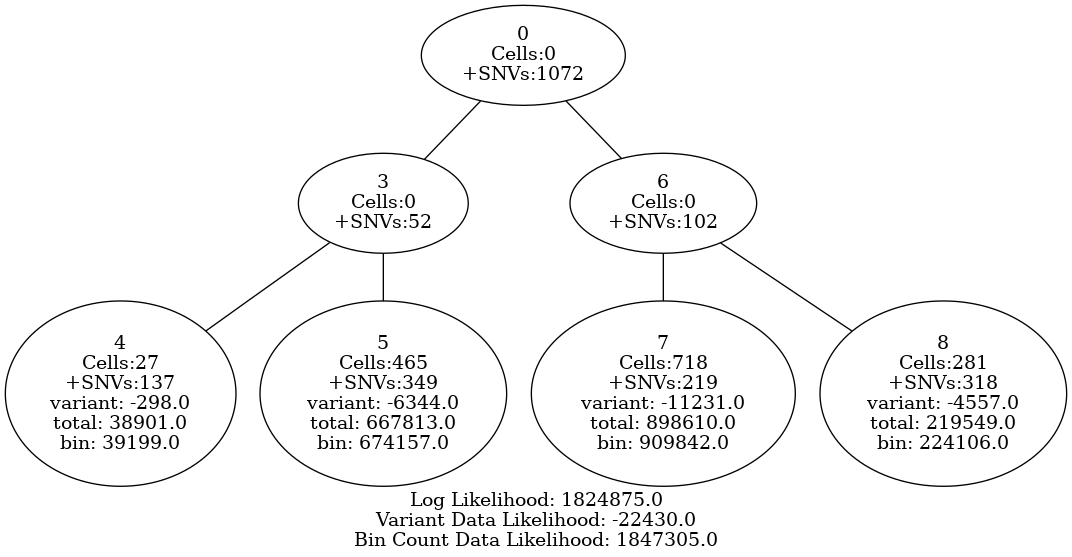 0
Cells:0
+SNVs:1072
3
Cells:0
+SNVs:52
6
Cells:0
+SNVs:102
4
Cells:27
+SNVs:137
variant: -298.0
total: 38901.0
bin: 39199.0
5
Cells:465
+SNVs:349
variant: -6344.0
total: 667813.0
bin: 674157.0
7
Cells:718
+SNVs:219
variant: -11231.0
total: 898610.0
bin: 909842.0
8
Cells:281
+SNVs:318
variant: -4557.0
total: 219549.0
bin: 224106.0
Log Likelihood: 1824875.0
Variant Data Likelihood: -22430.0
Bin Count Data Likelihood: 1847305.0